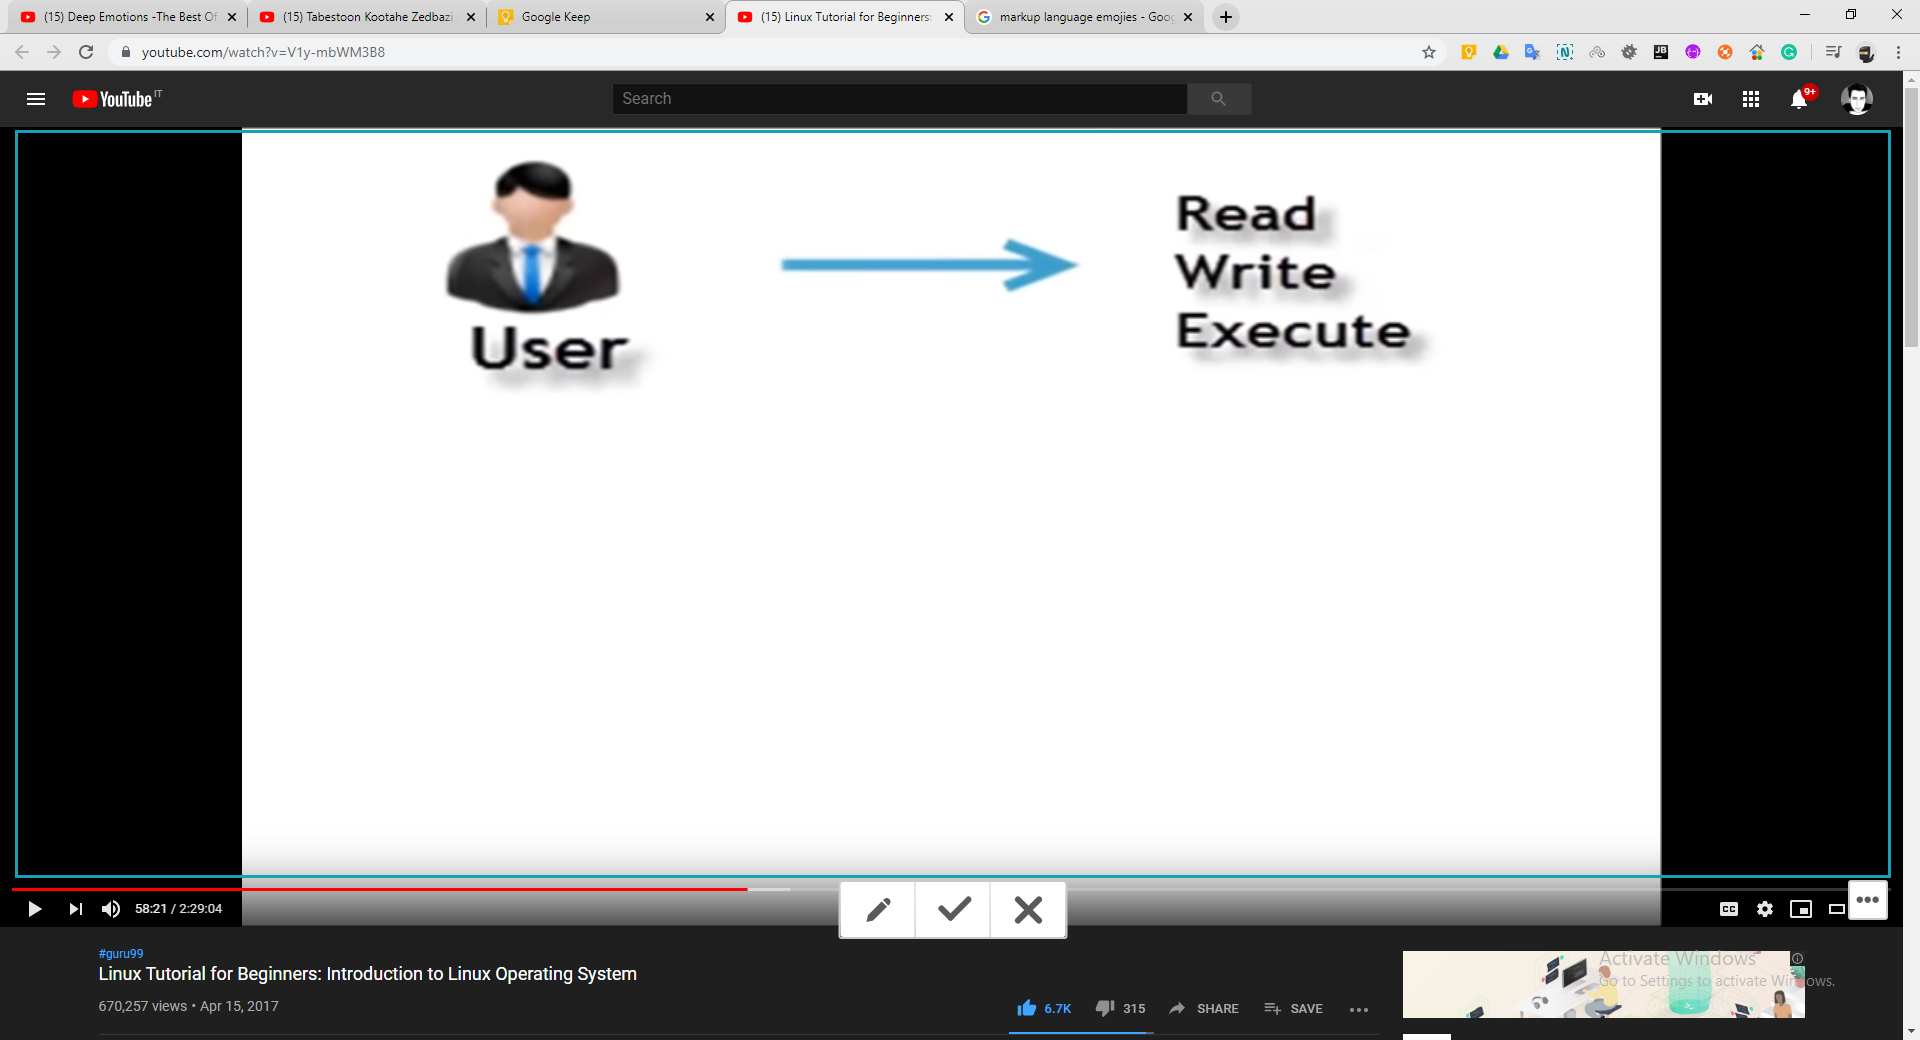 (15) Deep Emotions -The Best Of
(15) Tabestoon Kootahe Zedbazi
Google Keep
(15) Linux Tutorial for Beginners:
markup language emojies - Goog
youtube.com/watch?v=V1y-mbWM3B8
YouTube IT
Search
9+
Read
Write
Execute
User
58:21 / 2:29:04
CC
#guru99
Linux Tutorial for Beginners: Introduction to Linux Operating System
670,257 views • Apr 15, 2017
6.7K
315
SHARE
SAVE
Activate Windows
Go to Settings to activate Windows.